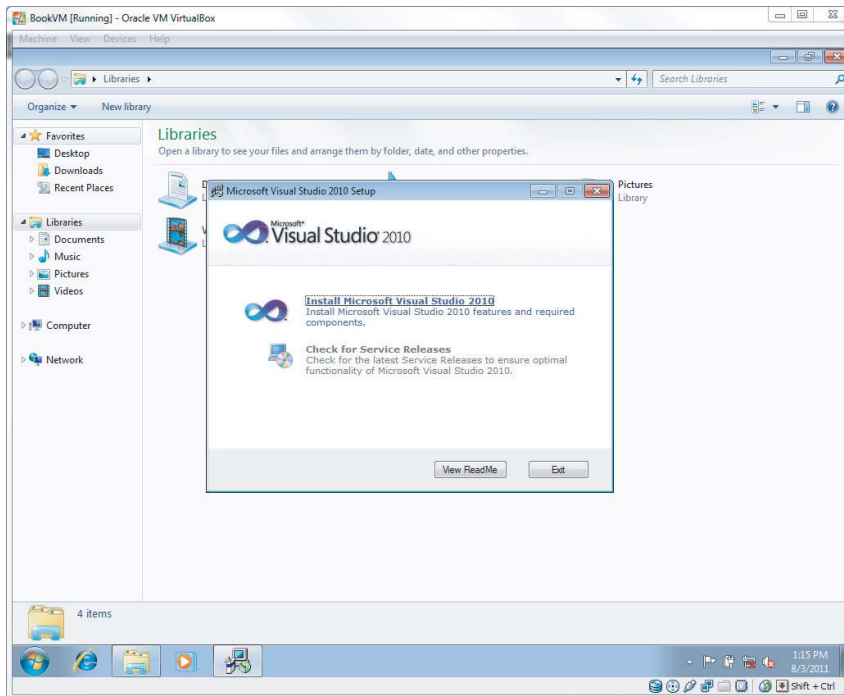 BookVM [Running] - Oracle VM VirtualBox
Machine View Devices Help
Libraries
Search Libraries
Organize New library
Favorites
Desktop
Downloads
Recent Places
Libraries
Documents
Music
Pictures
Videos
Computer
Network
Libraries
Open a library to see your files and arrange them by folder, date, and other properties.
Pictures
Library
Microsoft Visual Studio 2010 Setup
Microsoft®
Visual Studio® 2010
Install Microsoft Visual Studio 2010
Install Microsoft Visual Studio 2010 features and required
components.
Check for Service Releases
Check for the latest Service Releases to ensure optimal
functionality of Microsoft Visual Studio 2010.
View ReadMe Exit
4 items
1:15 PM
8/3/2011
Shift + Ctrl